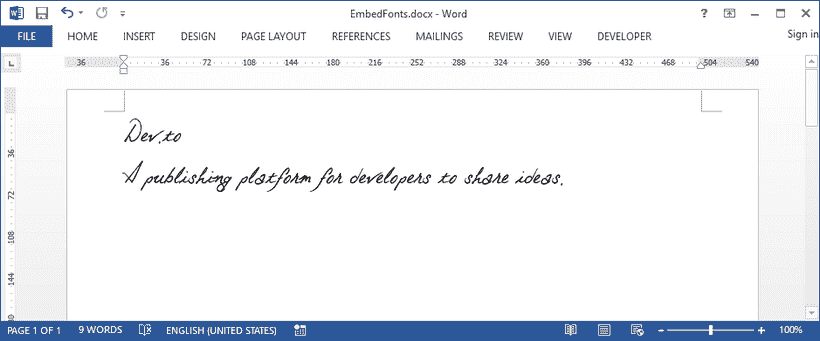 EmbedFonts.docx - Word
?
FILE HOME INSERT DESIGN PAGE LAYOUT REFERENCES MAILINGS REVIEW VIEW DEVELOPER Sign in
L 36 36 72 108 144 180 216 252 288 324 360 396 432 468 504 540
Dev.to
A publishing platform for developers to share ideas.
36
72
108
144
PAGE 1 OF 1 9 WORDS ENGLISH (UNITED STATES) - + 100%